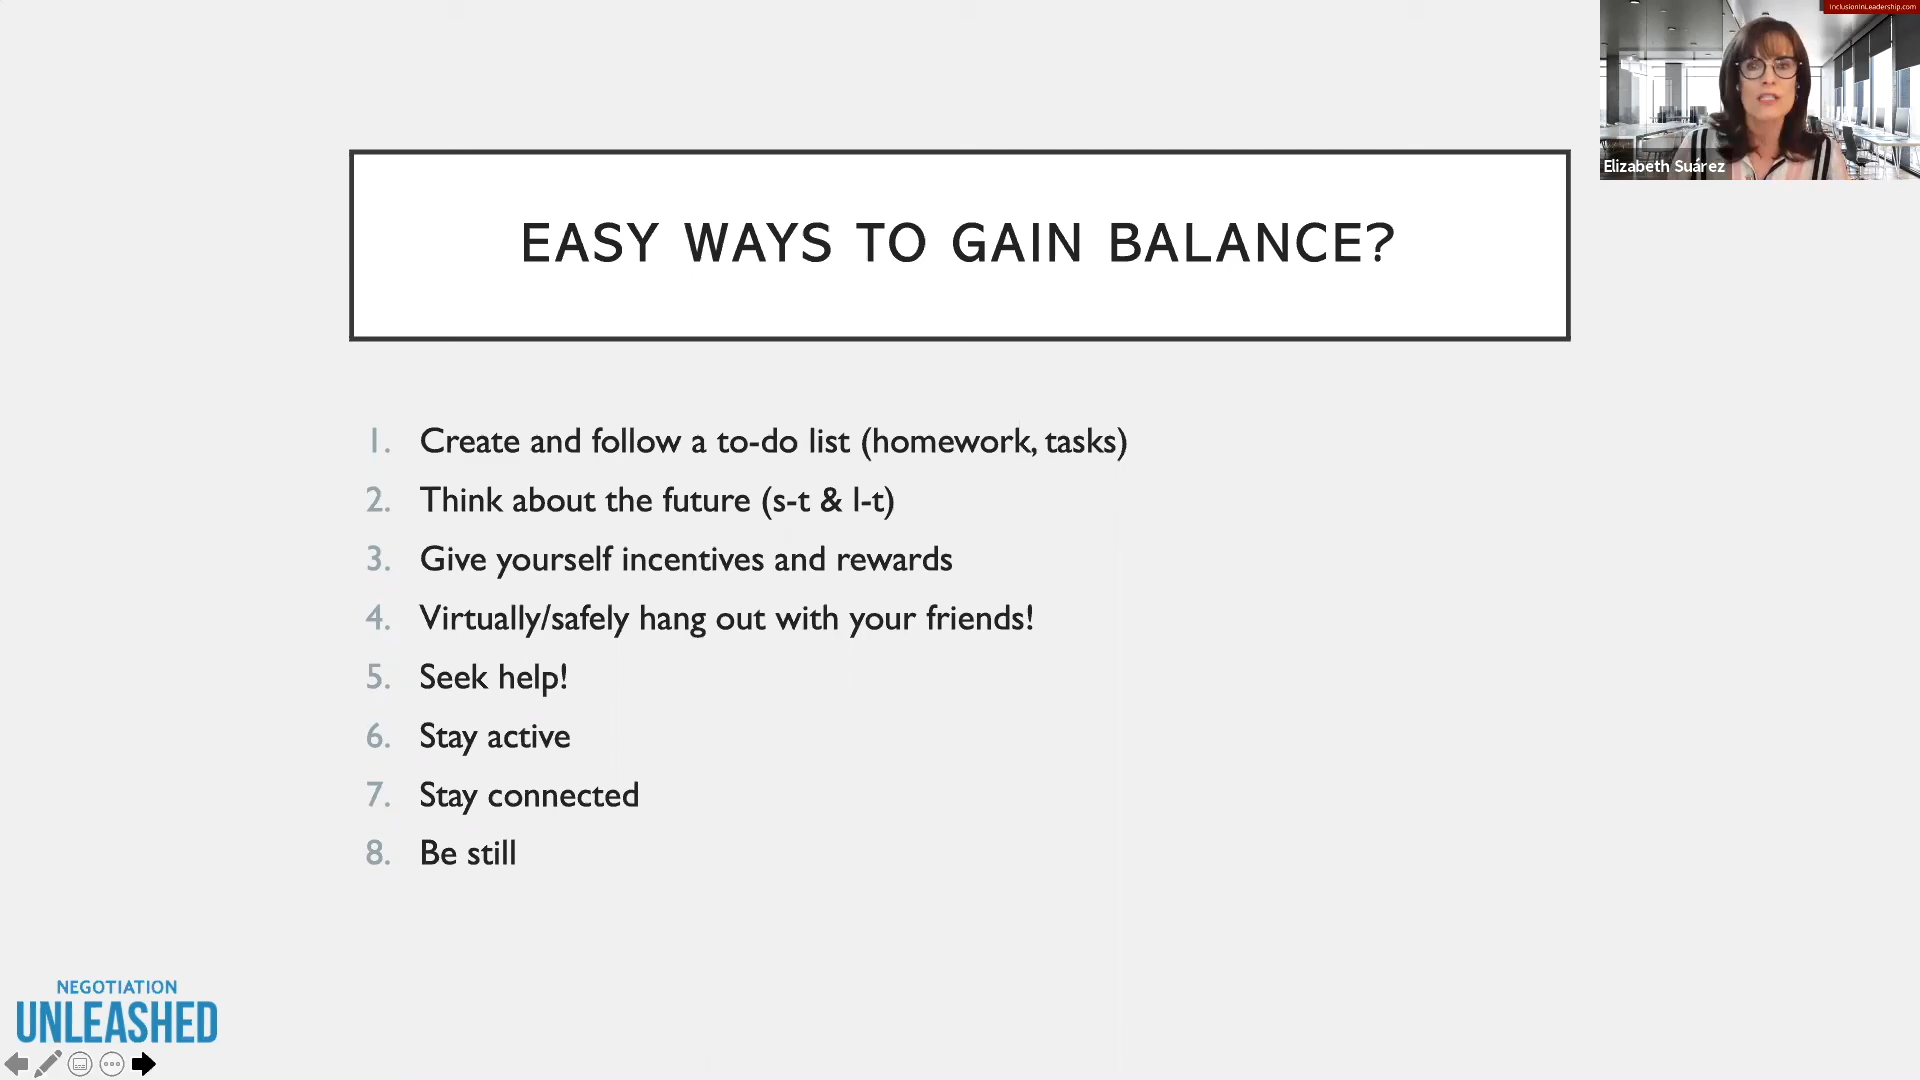 InclusionInLeadership.com
Elizabeth Suárez
EASY WAYS TO GAIN BALANCE?
1. Create and follow a to-do list (homework, tasks)
2. Think about the future (s-t & l-t)
3. Give yourself incentives and rewards
4. Virtually/safely hang out with your friends!
5. Seek help!
6. Stay active
7. Stay connected
8. Be still
NEGOTIATION
UNLEASHED